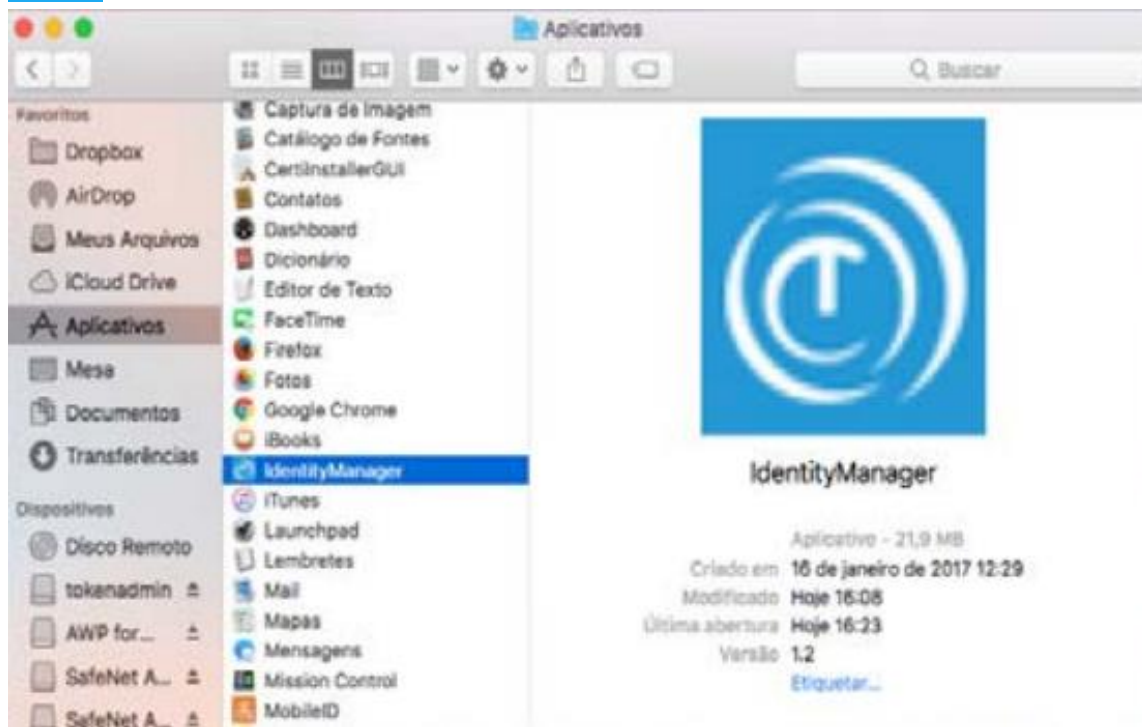 Aplicativos
Buscar
Favoritos
Dropbox
AirDrop
Meus Arquivos
iCloud Drive
Aplicativos
Mesa
Documentos
Transferências
Dispositivos
Disco Remoto
tokenadmin
AWP for...
SafeNet A...
SafeNet A...
Captura de Imagem
Catálogo de Fontes
CertiInstallerGUI
Contatos
Dashboard
Dicionário
Editor de Texto
FaceTime
Firefox
Fotos
Google Chrome
iBooks
IdentityManager
iTunes
Launchpad
Lembretes
Mail
Mapas
Mensagens
Mission Control
MobileID
IdentityManager
Aplicativo - 21,9 MB
Criado em 16 de janeiro de 2017 12:29
Modificado Hoje 16:08
Última abertura Hoje 16:23
Versão 1.2
Etiquetar...